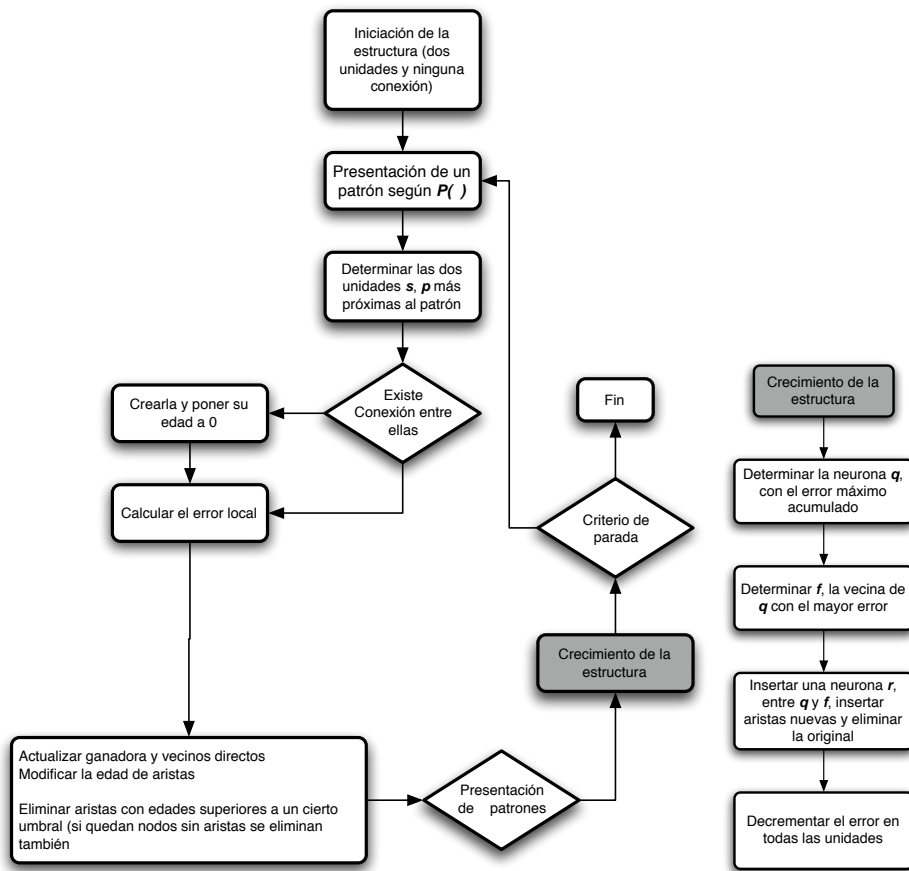 Iniciación de la
estructura (dos
unidades y ninguna
conexión)
Presentación de un
patrón según P( )
Determinar las dos
unidades s, p más
próximas al patrón
Existe
Conexión entre
ellas
Crearla y poner su
edad a 0
Calcular el error local
Actualizar ganadora y vecinos directos
Modificar la edad de aristas
Eliminar aristas con edades superiores a un cierto
umbral (si quedan nodos sin aristas se eliminan
también
Presentación
de patrones
Crecimiento de la
estructura
Criterio de
parada
Fin
Crecimiento de la
estructura
Determinar la neurona q,
con el error máximo
acumulado
Determinar f, la vecina de
q con el mayor error
Insertar una neurona r,
entre q y f, insertar
aristas nuevas y eliminar
la original
Decrementar el error en
todas las unidades